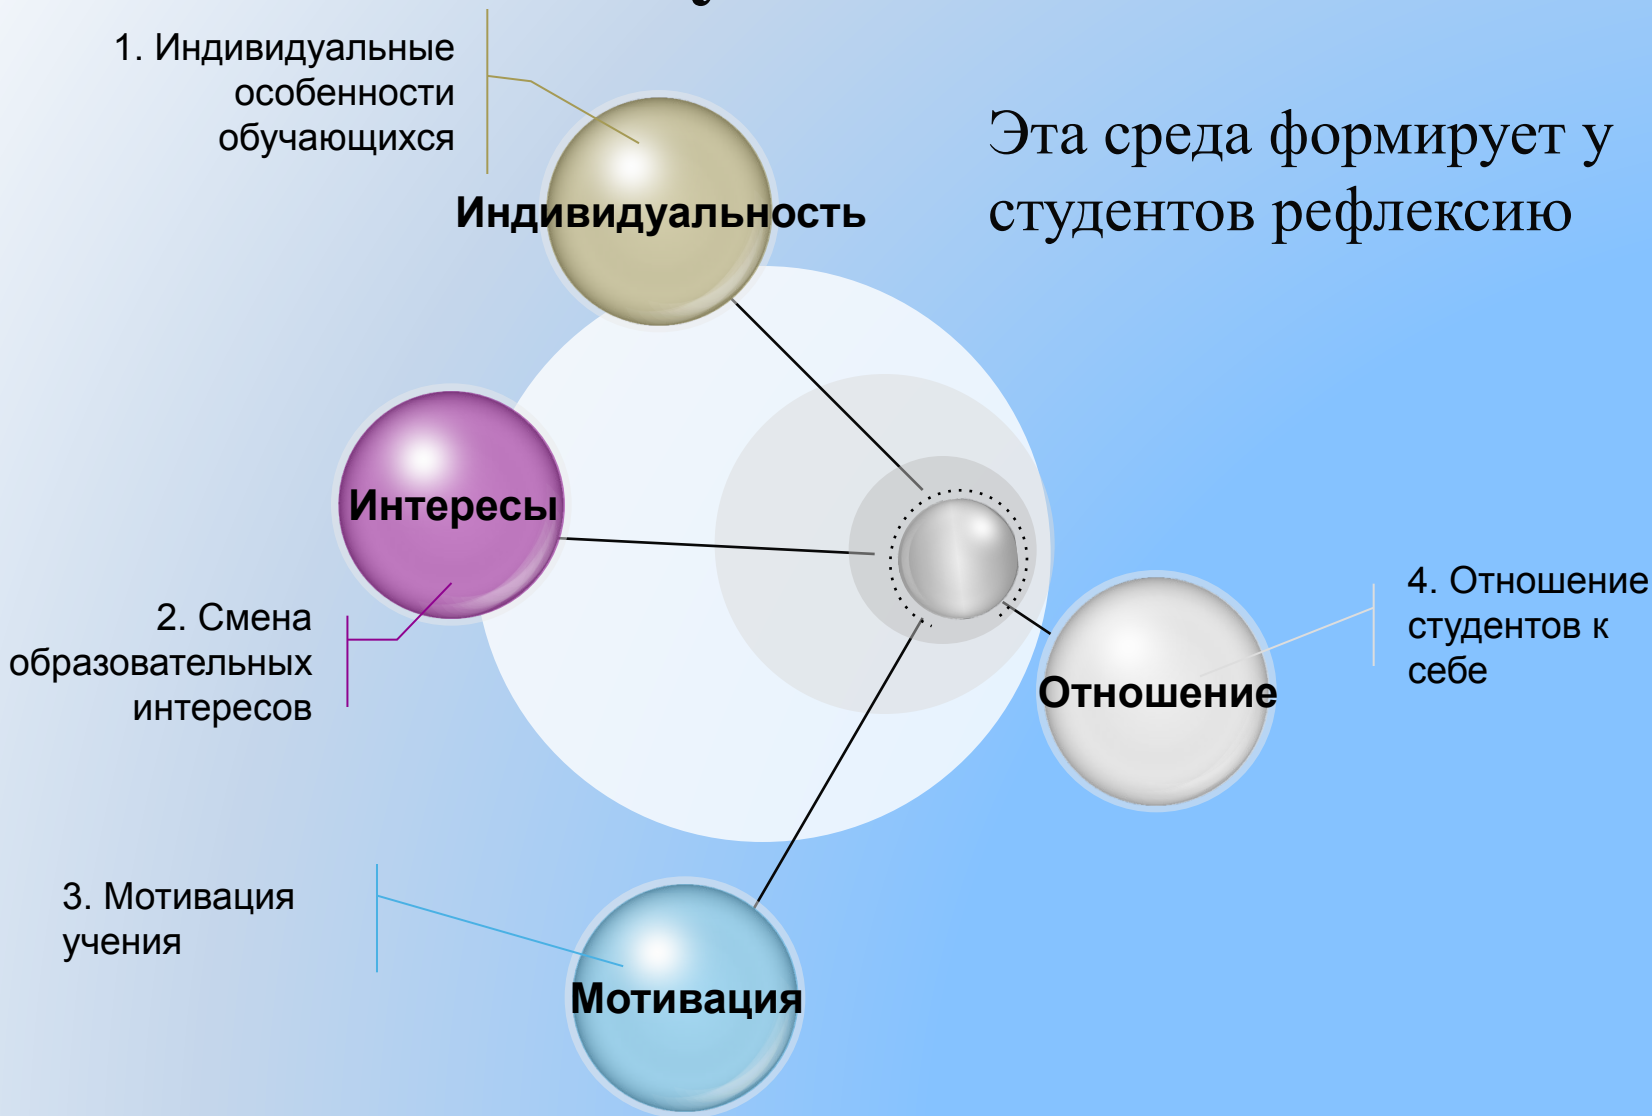 1. Индивидуальные
особенности
обучающихся
Индивидуальность
Эта среда формирует у
студентов рефлексию
Интересы
2. Смена
образовательных
интересов
4. Отношение
студентов к
себе
Отношение
3. Мотивация
учения
Мотивация